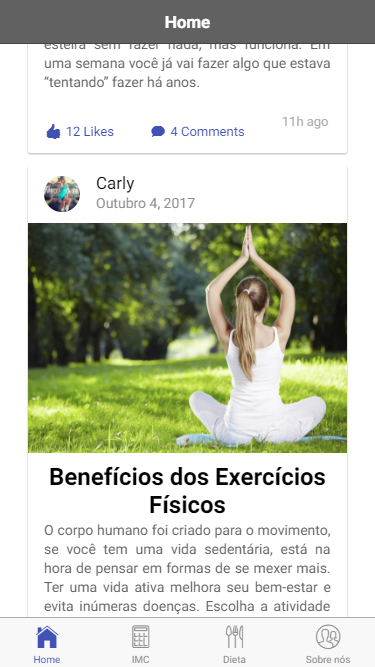 Home
esteira sem fazer nada, mas funciona. Em
uma semana você já vai fazer algo que estava
“tentando” fazer há anos.
11h ago
12 Likes
4 Comments
Carly
Outubro 4, 2017
Benefícios dos Exercícios
Físicos
O corpo humano foi criado para o movimento,
se você tem uma vida sedentária, está na
hora de pensar em formas de se mexer mais.
Ter uma vida ativa melhora seu bem-estar e
evita inúmeras doenças. Escolha a atividade
Home
IMC
Dieta
Sobre nós